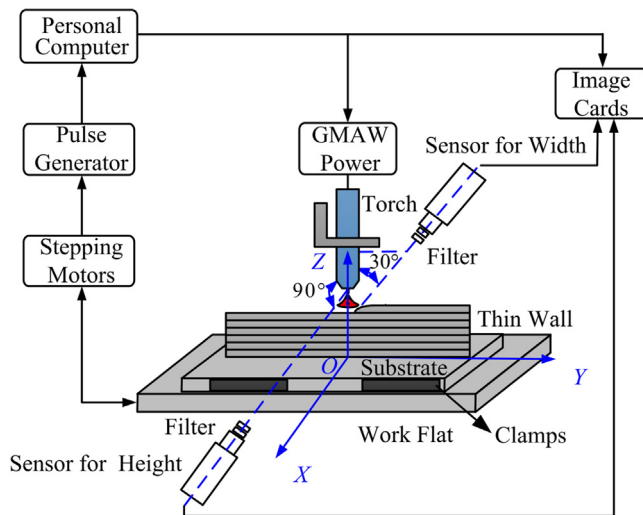 Personal
Computer
Image
Cards
Pulse
Generator
GMAW
Power
Sensor for Width
Torch
Stepping
Motors
Z
30°
Filter
90°
Thin Wall
O
Substrate
Y
Filter
Work Flat
Clamps
Sensor for Height
X